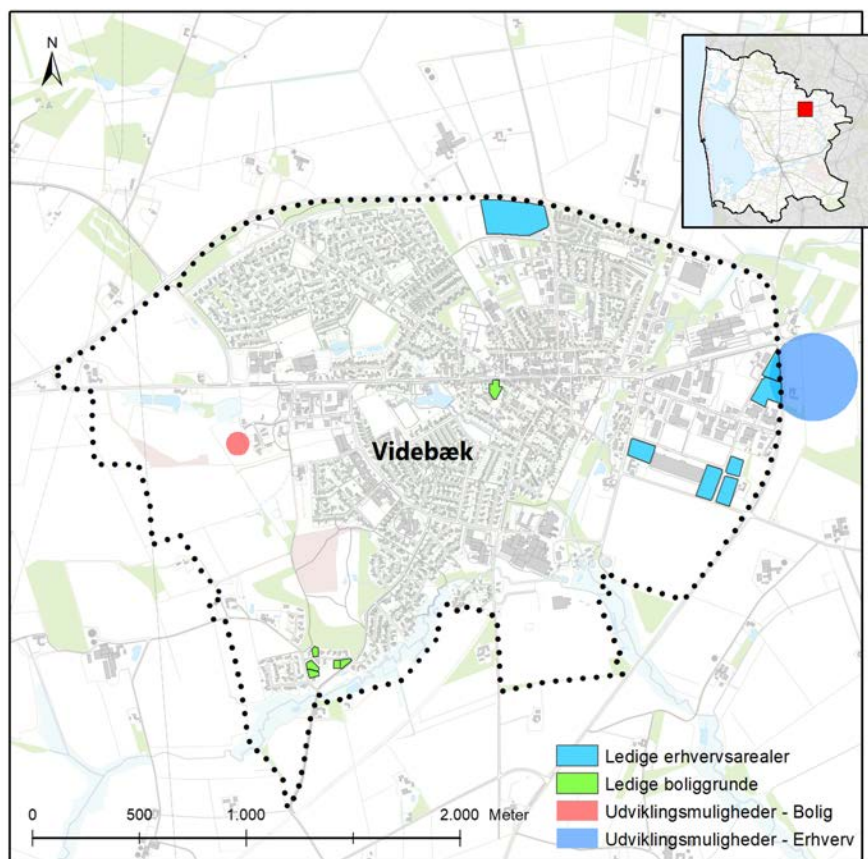 N
Videbæk
Ledige erhvervsarealer
Ledige boliggrunde
Udviklingsmuligheder - Bolig
Udviklingsmuligheder - Erhverv
0 500 1.000 2.000 Meter